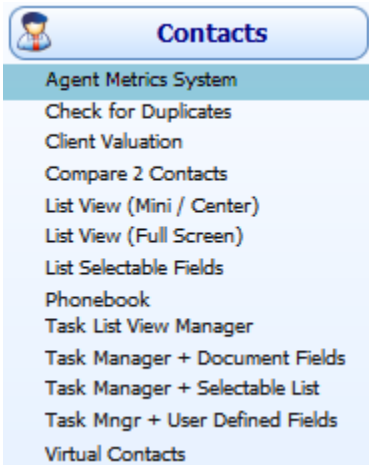 Contacts
Agent Metrics System
Check for Duplicates
Client Valuation
Compare 2 Contacts
List View (Mini / Center)
List View (Full Screen)
List Selectable Fields
Phonebook
Task List View Manager
Task Manager + Document Fields
Task Manager + Selectable List
Task Mngr + User Defined Fields
Virtual Contacts